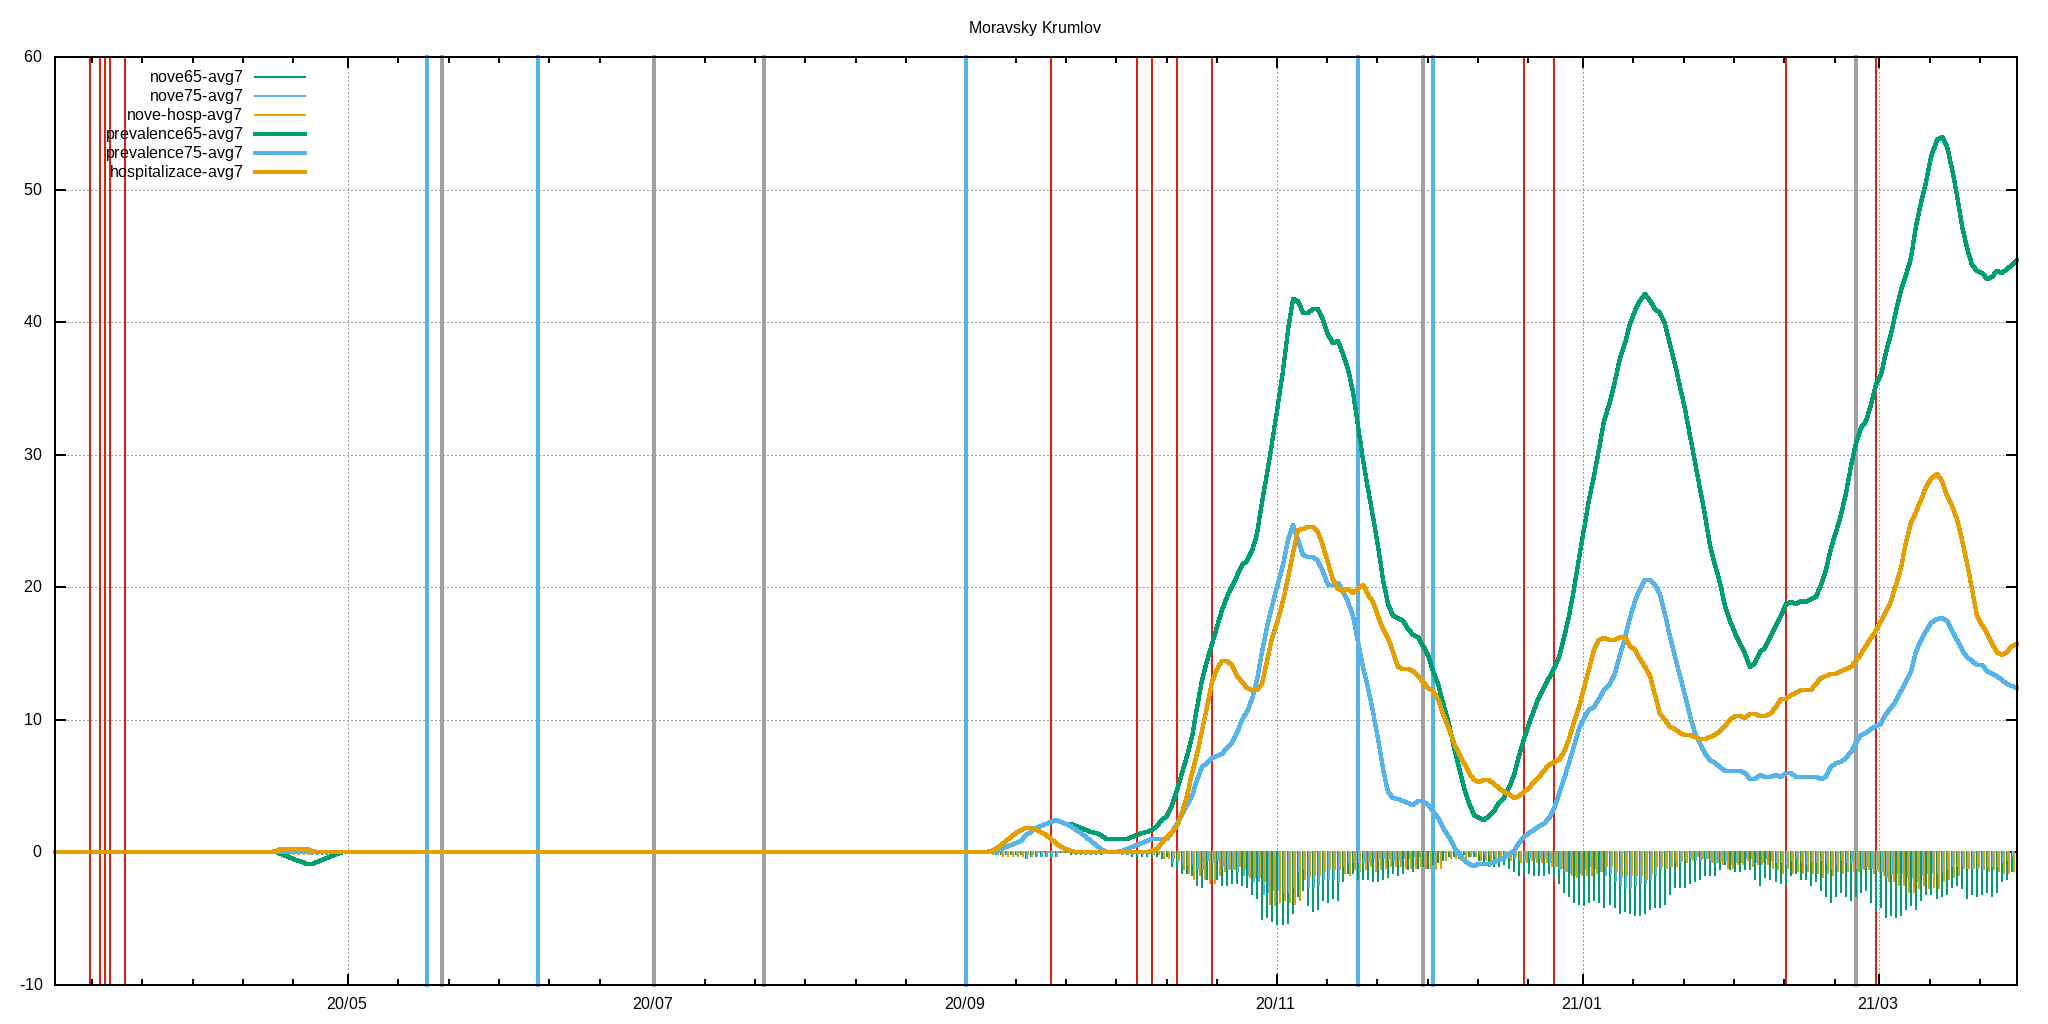 Moravsky Krumlov
60
50
40
30
20
10
0
-10
nove65-avg7
nove75-avg7
nove-hosp-avg7
prevalence65-avg7
prevalence75-avg7
hospitalizace-avg7
20/05 20/07 20/09 20/11 21/01 21/03